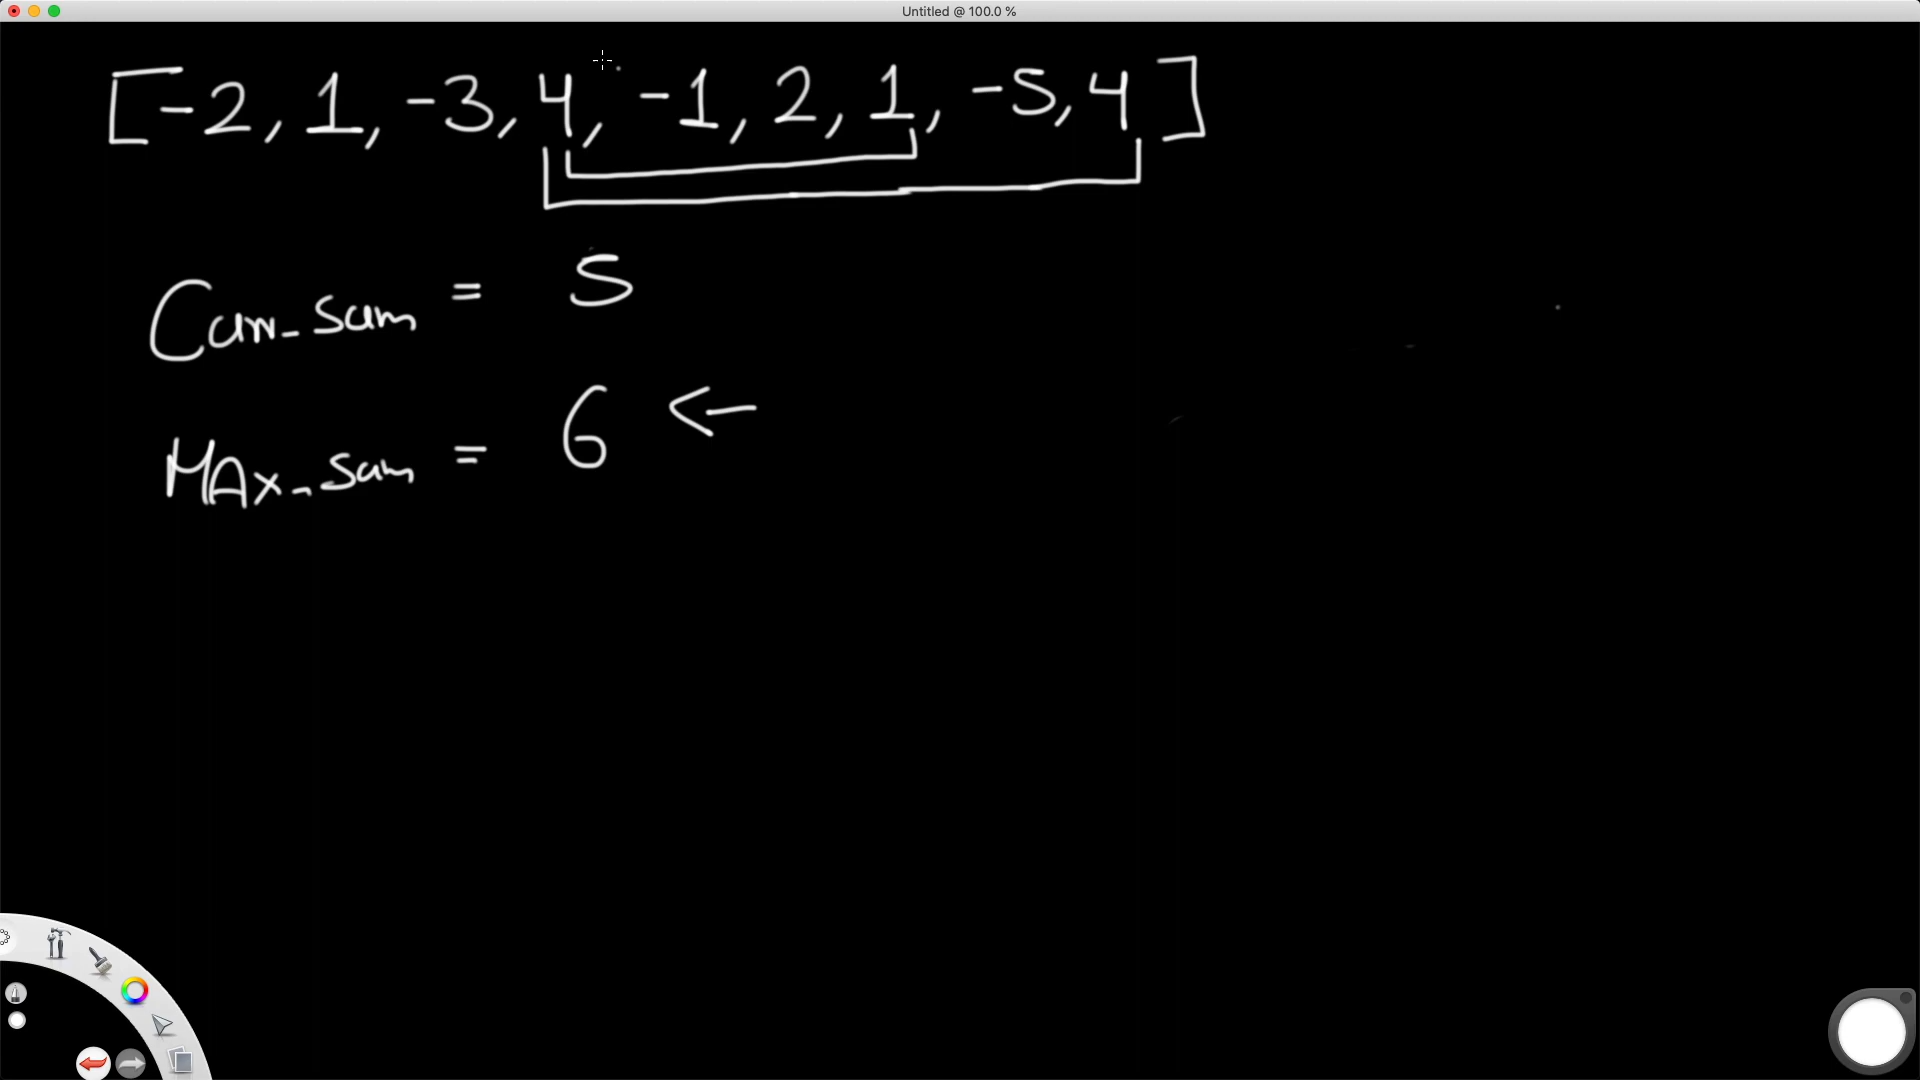 Untitled @ 100.0 %
[-2, 1, -3, 4, -1, 2, 1, -5, 4]
Curr_sum = 5
MAx_sum = 6 ←